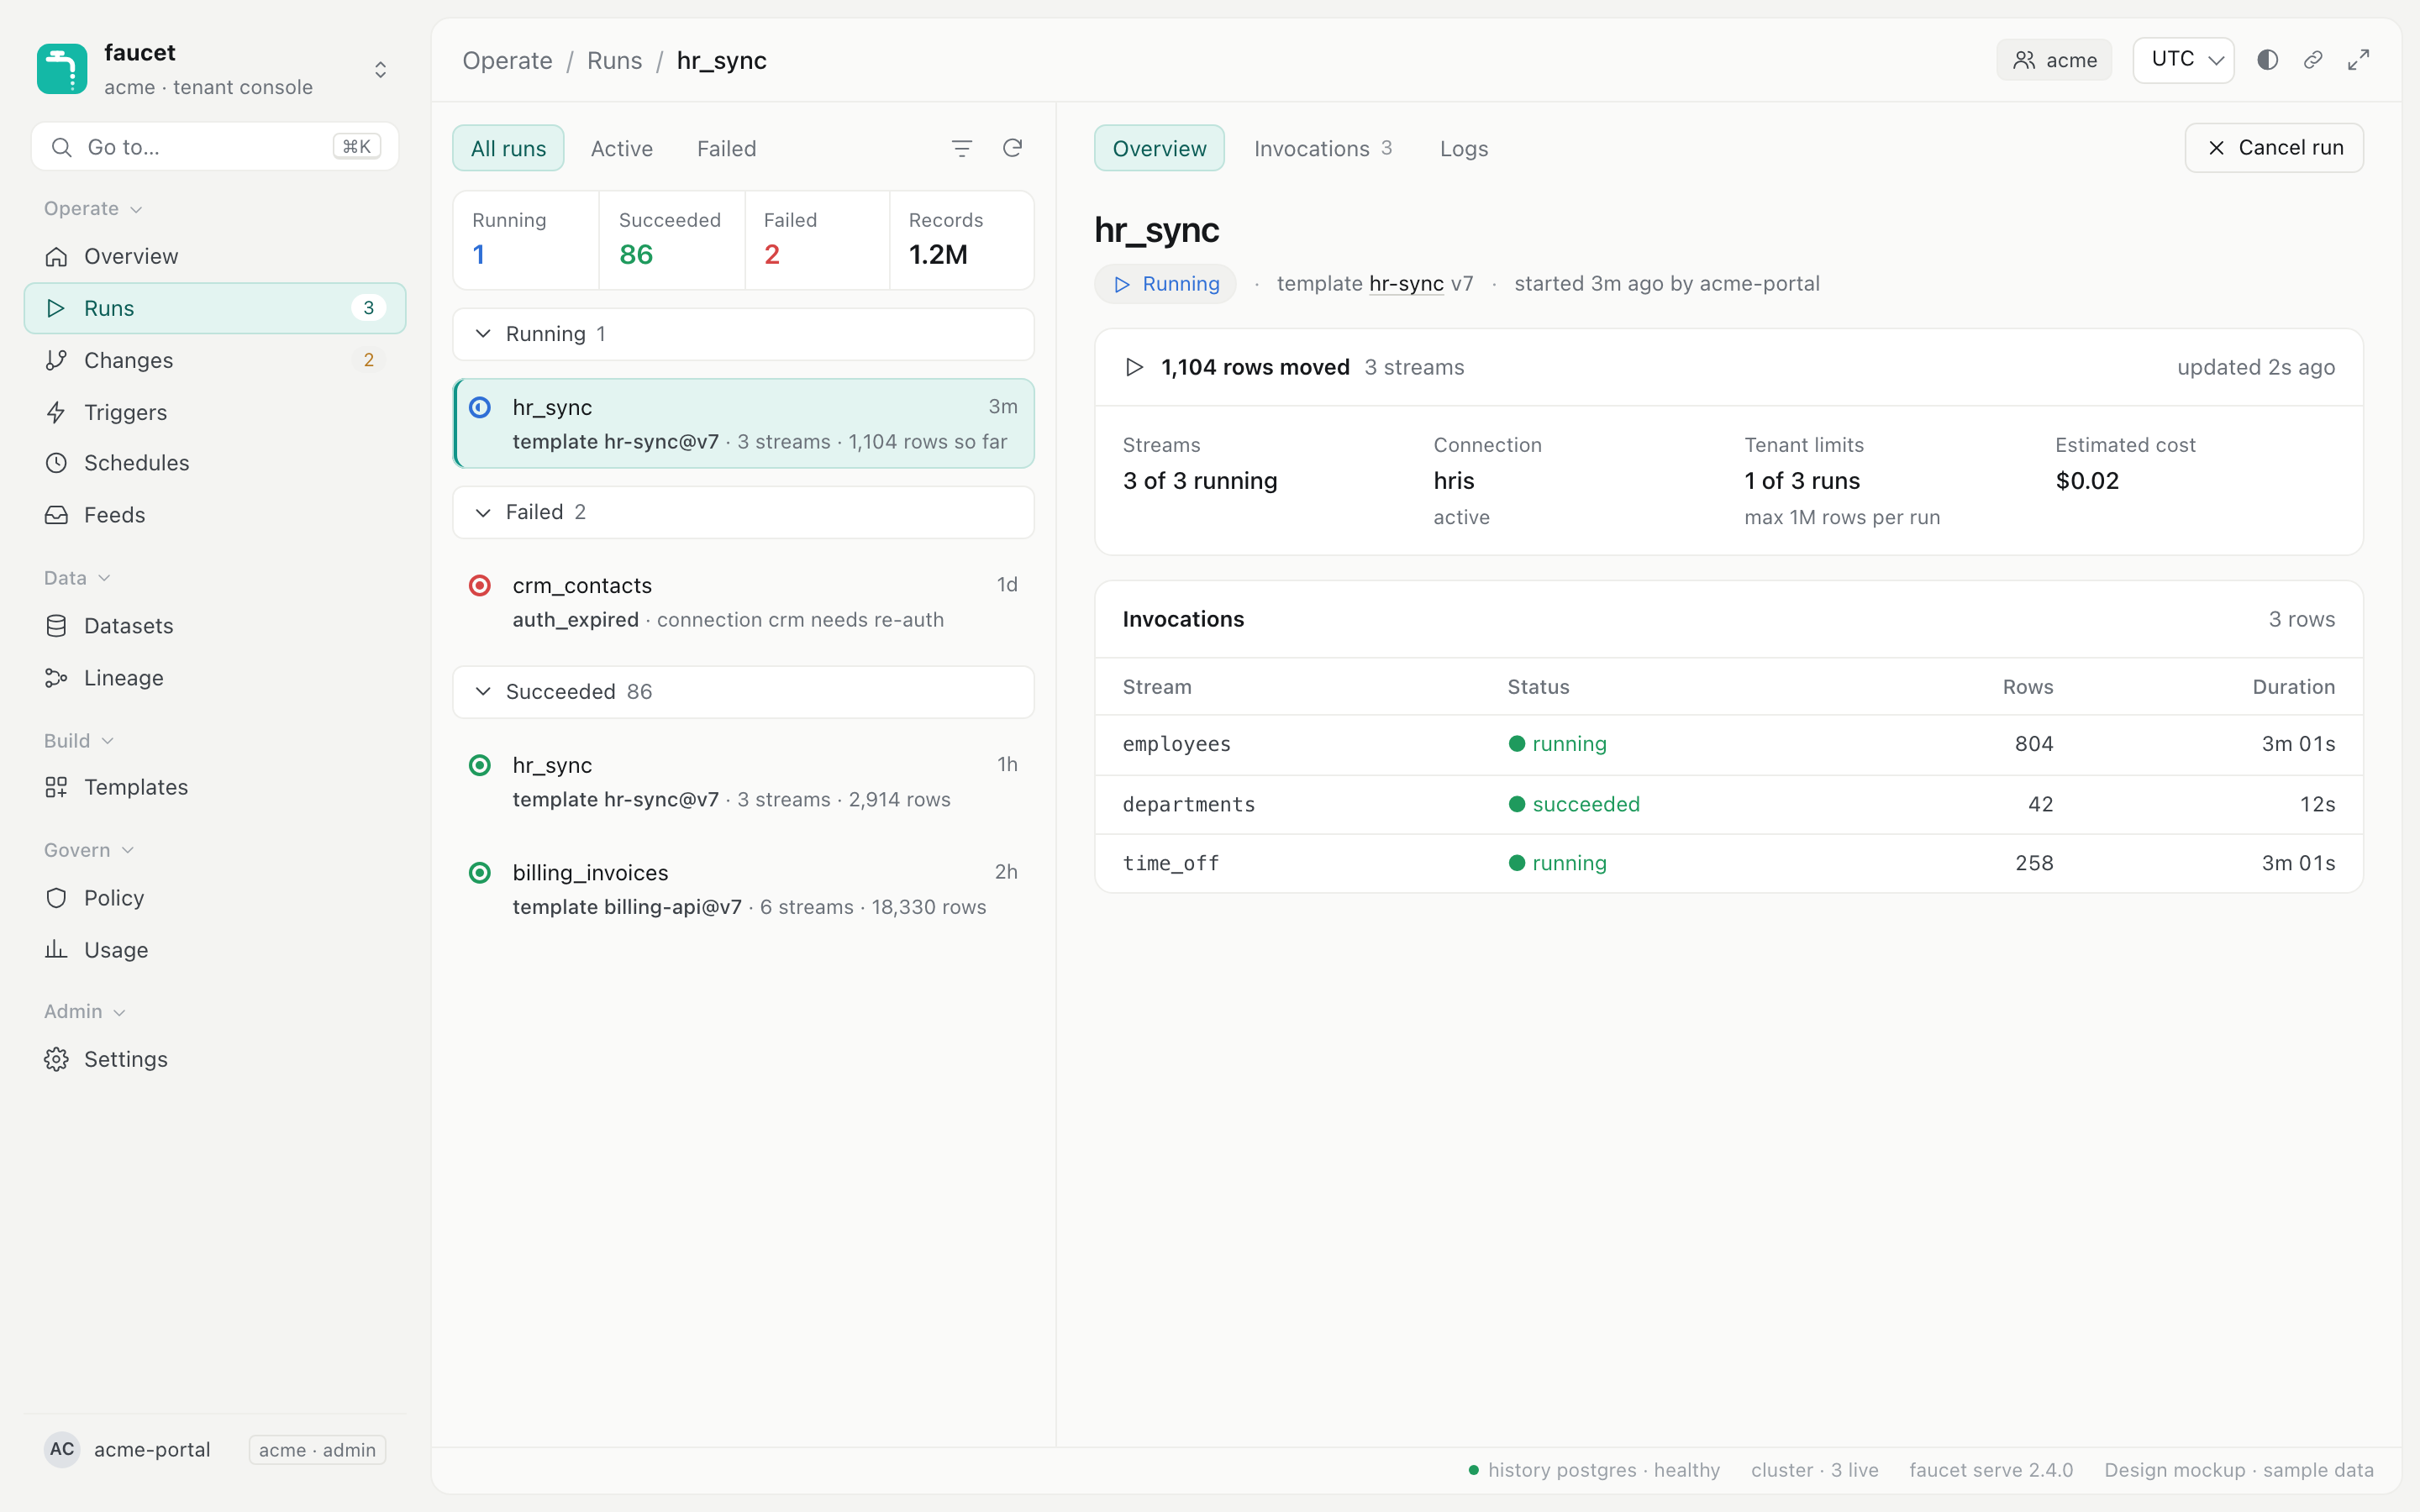 faucet
acme · tenant console
Go to...
⌘K
Operate
Overview
Runs
3
Changes
2
Triggers
Schedules
Feeds
Data
Datasets
Lineage
Build
Templates
Govern
Policy
Usage
Admin
Settings
AC
acme-portal
acme · admin
Operate / Runs / hr_sync
acme
UTC
All runs
Active
Failed
Running
1
Succeeded
86
Failed
2
Records
1.2M
Running 1
hr_sync
3m
template hr-sync@v7 · 3 streams · 1,104 rows so far
Failed 2
crm_contacts
1d
auth_expired · connection crm needs re-auth
Succeeded 86
hr_sync
1h
template hr-sync@v7 · 3 streams · 2,914 rows
billing_invoices
2h
template billing-api@v7 · 6 streams · 18,330 rows
Overview
Invocations 3
Logs
Cancel run
hr_sync
Running · template hr-sync v7 · started 3m ago by acme-portal
1,104 rows moved 3 streams
updated 2s ago
Streams
3 of 3 running
Connection
hris
active
Tenant limits
1 of 3 runs
max 1M rows per run
Estimated cost
$0.02
Invocations
3 rows
Stream Status Rows Duration
employees running 804 3m 01s
departments succeeded 42 12s
time_off running 258 3m 01s
history postgres · healthy
cluster · 3 live
faucet serve 2.4.0
Design mockup · sample data